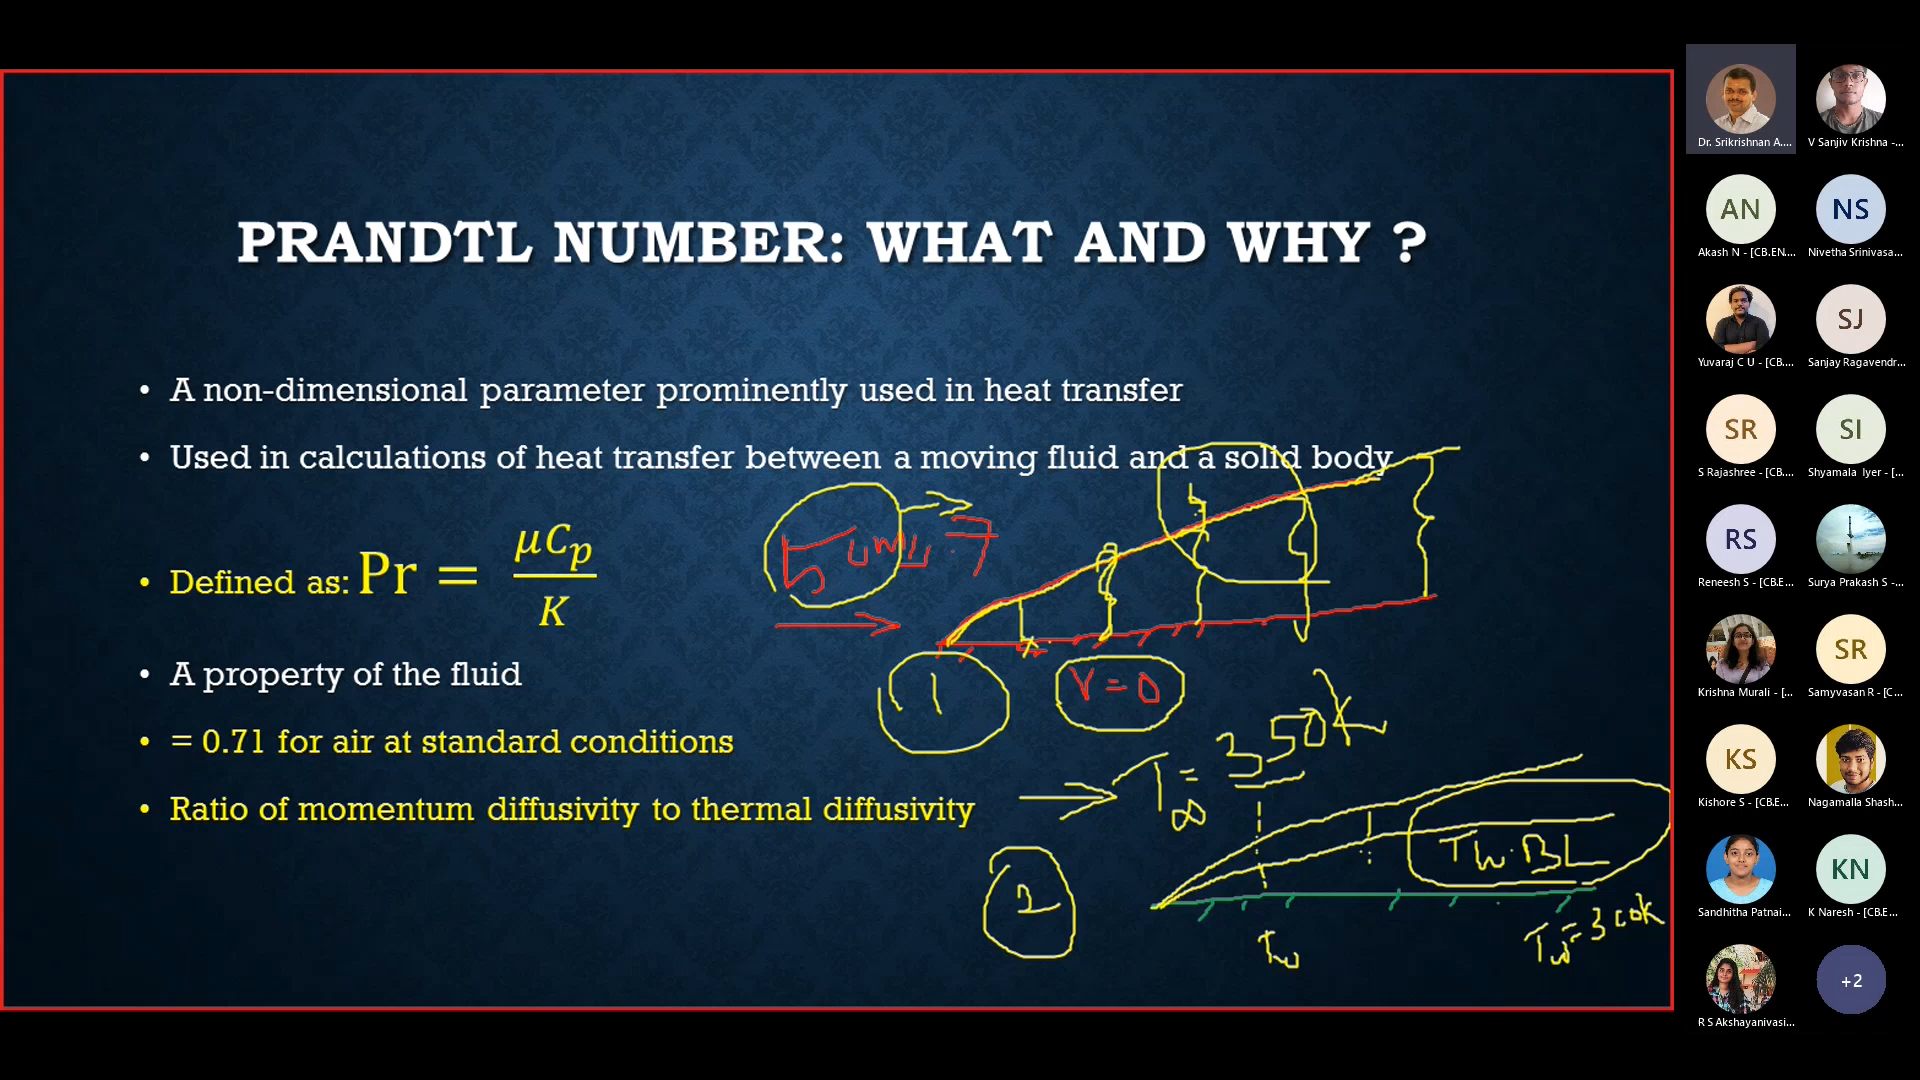 PRANDTL NUMBER: WHAT AND WHY ?
• A non-dimensional parameter prominently used in heat transfer
• Used in calculations of heat transfer between a moving fluid and a solid body
• Defined as: Pr = μCp / K
• A property of the fluid
• = 0.71 for air at standard conditions
• Ratio of momentum diffusivity to thermal diffusivity
1
V = 0
T∞ = 350K
Th. BL
2
Tw
Tw = 300K
Dr. Srikrishnan A....
V Sanjiv Krishna -...
AN
Akash N - [CB.EN....
NS
Nivetha Srinivasa...
Yuvaraj C U - [CB....
SJ
Sanjay Ragavendr...
SR
S Rajashree - [CB....
SI
Shyamala Iyer - [...
RS
Reneesh S - [CB.E...
Surya Prakash S -...
Krishna Murali - [...
SR
Samyvasan R - [C...
KS
Kishore S - [CB.E...
Nagamalla Shash...
Sandhitha Patnai...
KN
K Naresh - [CB.E...
R S Akshayanivasi...
+2